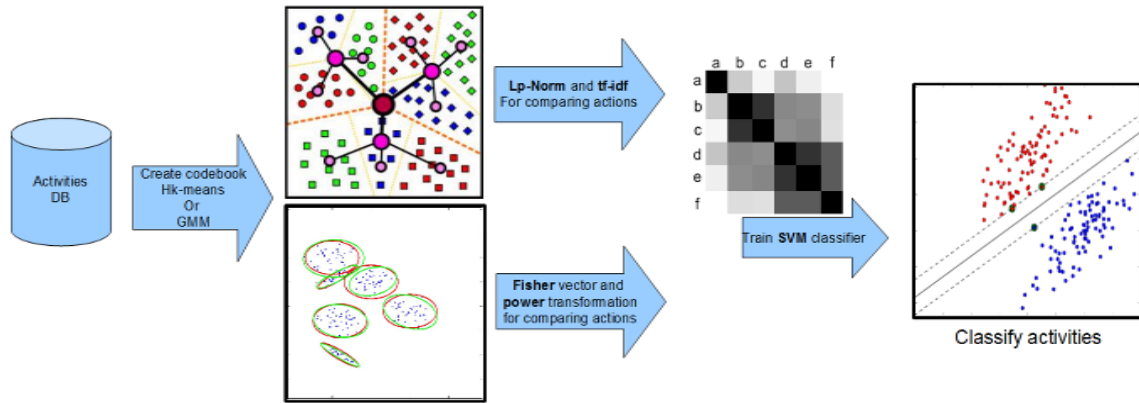 Activities
DB
Create codebook
Hk-means
Or
GMM
Lp-Norm and tf-idf
For comparing actions
Fisher vector and
power transformation
for comparing actions
a b c d e f
a
b
c
d
e
f
Train SVM classifier
Classify activities